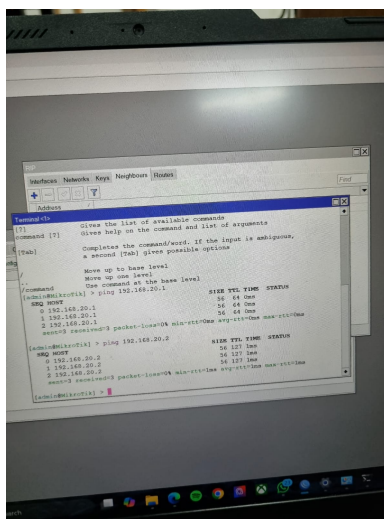 RIP
Interfaces Networks Keys Neighbours Routes
Find
Address
Terminal <1>
[?] Gives the list of available commands
command [?] Gives help on the command and list of arguments
[Tab] Completes the command/word. If the input is ambiguous,
a second [Tab] gives possible options
/ Move up to base level
.. Move up one level
/command Use command at the base level
[admin@MikroTik] > ping 192.168.20.1
SEQ HOST SIZE TTL TIME STATUS
0 192.168.20.1 56 64 0ms
1 192.168.20.1 56 64 0ms
2 192.168.20.1 56 64 0ms
sent=3 received=3 packet-loss=0% min-rtt=0ms avg-rtt=0ms max-rtt=0ms
[admin@MikroTik] > ping 192.168.20.2
SEQ HOST SIZE TTL TIME STATUS
0 192.168.20.2 56 127 1ms
1 192.168.20.2 56 127 1ms
2 192.168.20.2 56 127 1ms
sent=3 received=3 packet-loss=0% min-rtt=1ms avg-rtt=1ms max-rtt=1ms
[admin@MikroTik] >